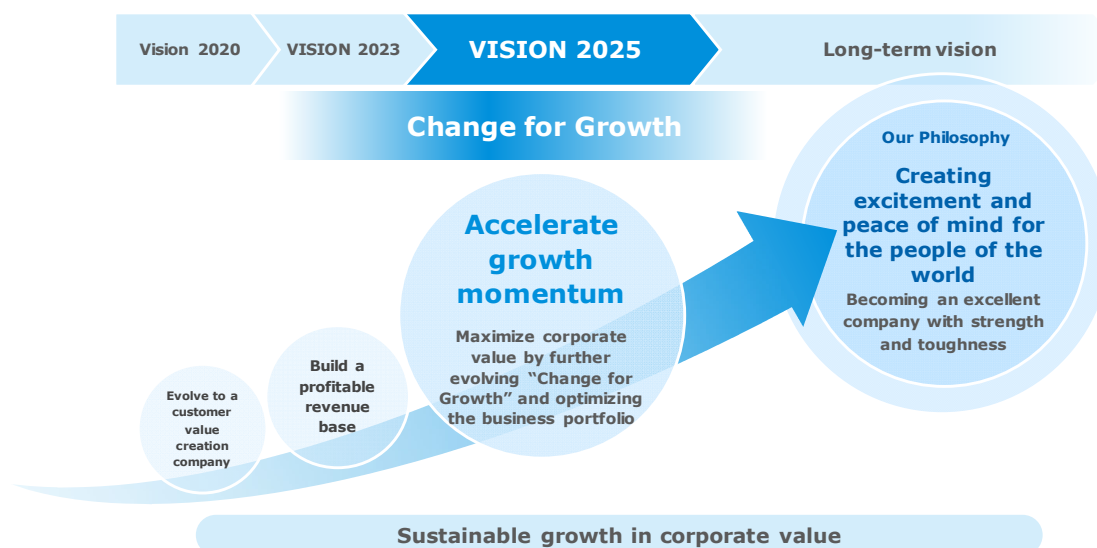 Vision 2020
VISION 2023
VISION 2025
Long-term vision
Change for Growth
Our Philosophy
Creating
excitement and
peace of mind for
the people of the
world
Becoming an excellent
company with strength
and toughness
Accelerate
growth
momentum
Maximize corporate
value by further
evolving “Change for
Growth” and optimizing
the business portfolio
Build a
profitable
revenue
base
Evolve to a
customer
value
creation
company
Sustainable growth in corporate value